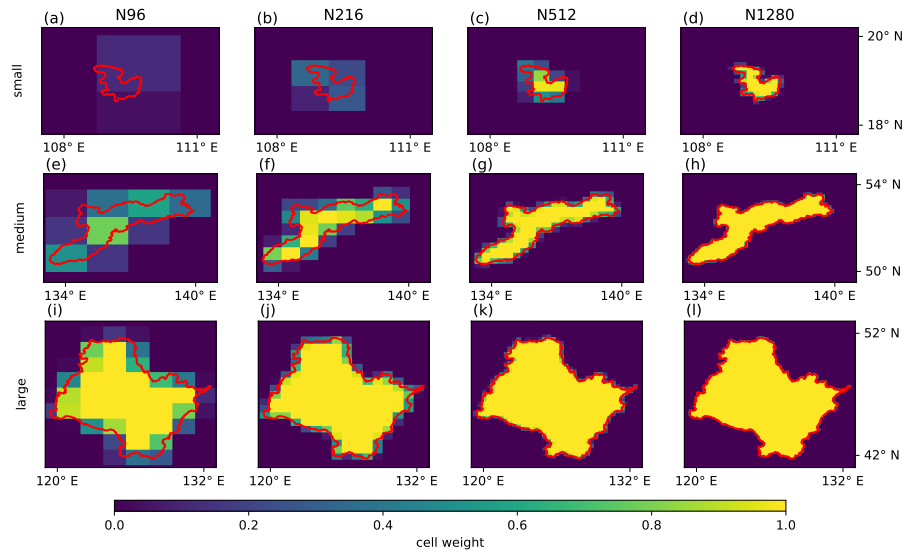 (a) N96 (b) N216 (c) N512 (d) N1280
20° N
small
18° N
108° E 111° E 108° E 111° E 108° E 111° E 108° E 111° E
(e) (f) (g) (h)
54° N
medium
50° N
134° E 140° E 134° E 140° E 134° E 140° E 134° E 140° E
(i) (j) (k) (l)
52° N
large
42° N
120° E 132° E 120° E 132° E 120° E 132° E 120° E 132° E
0.0 0.2 0.4 0.6 0.8 1.0
cell weight